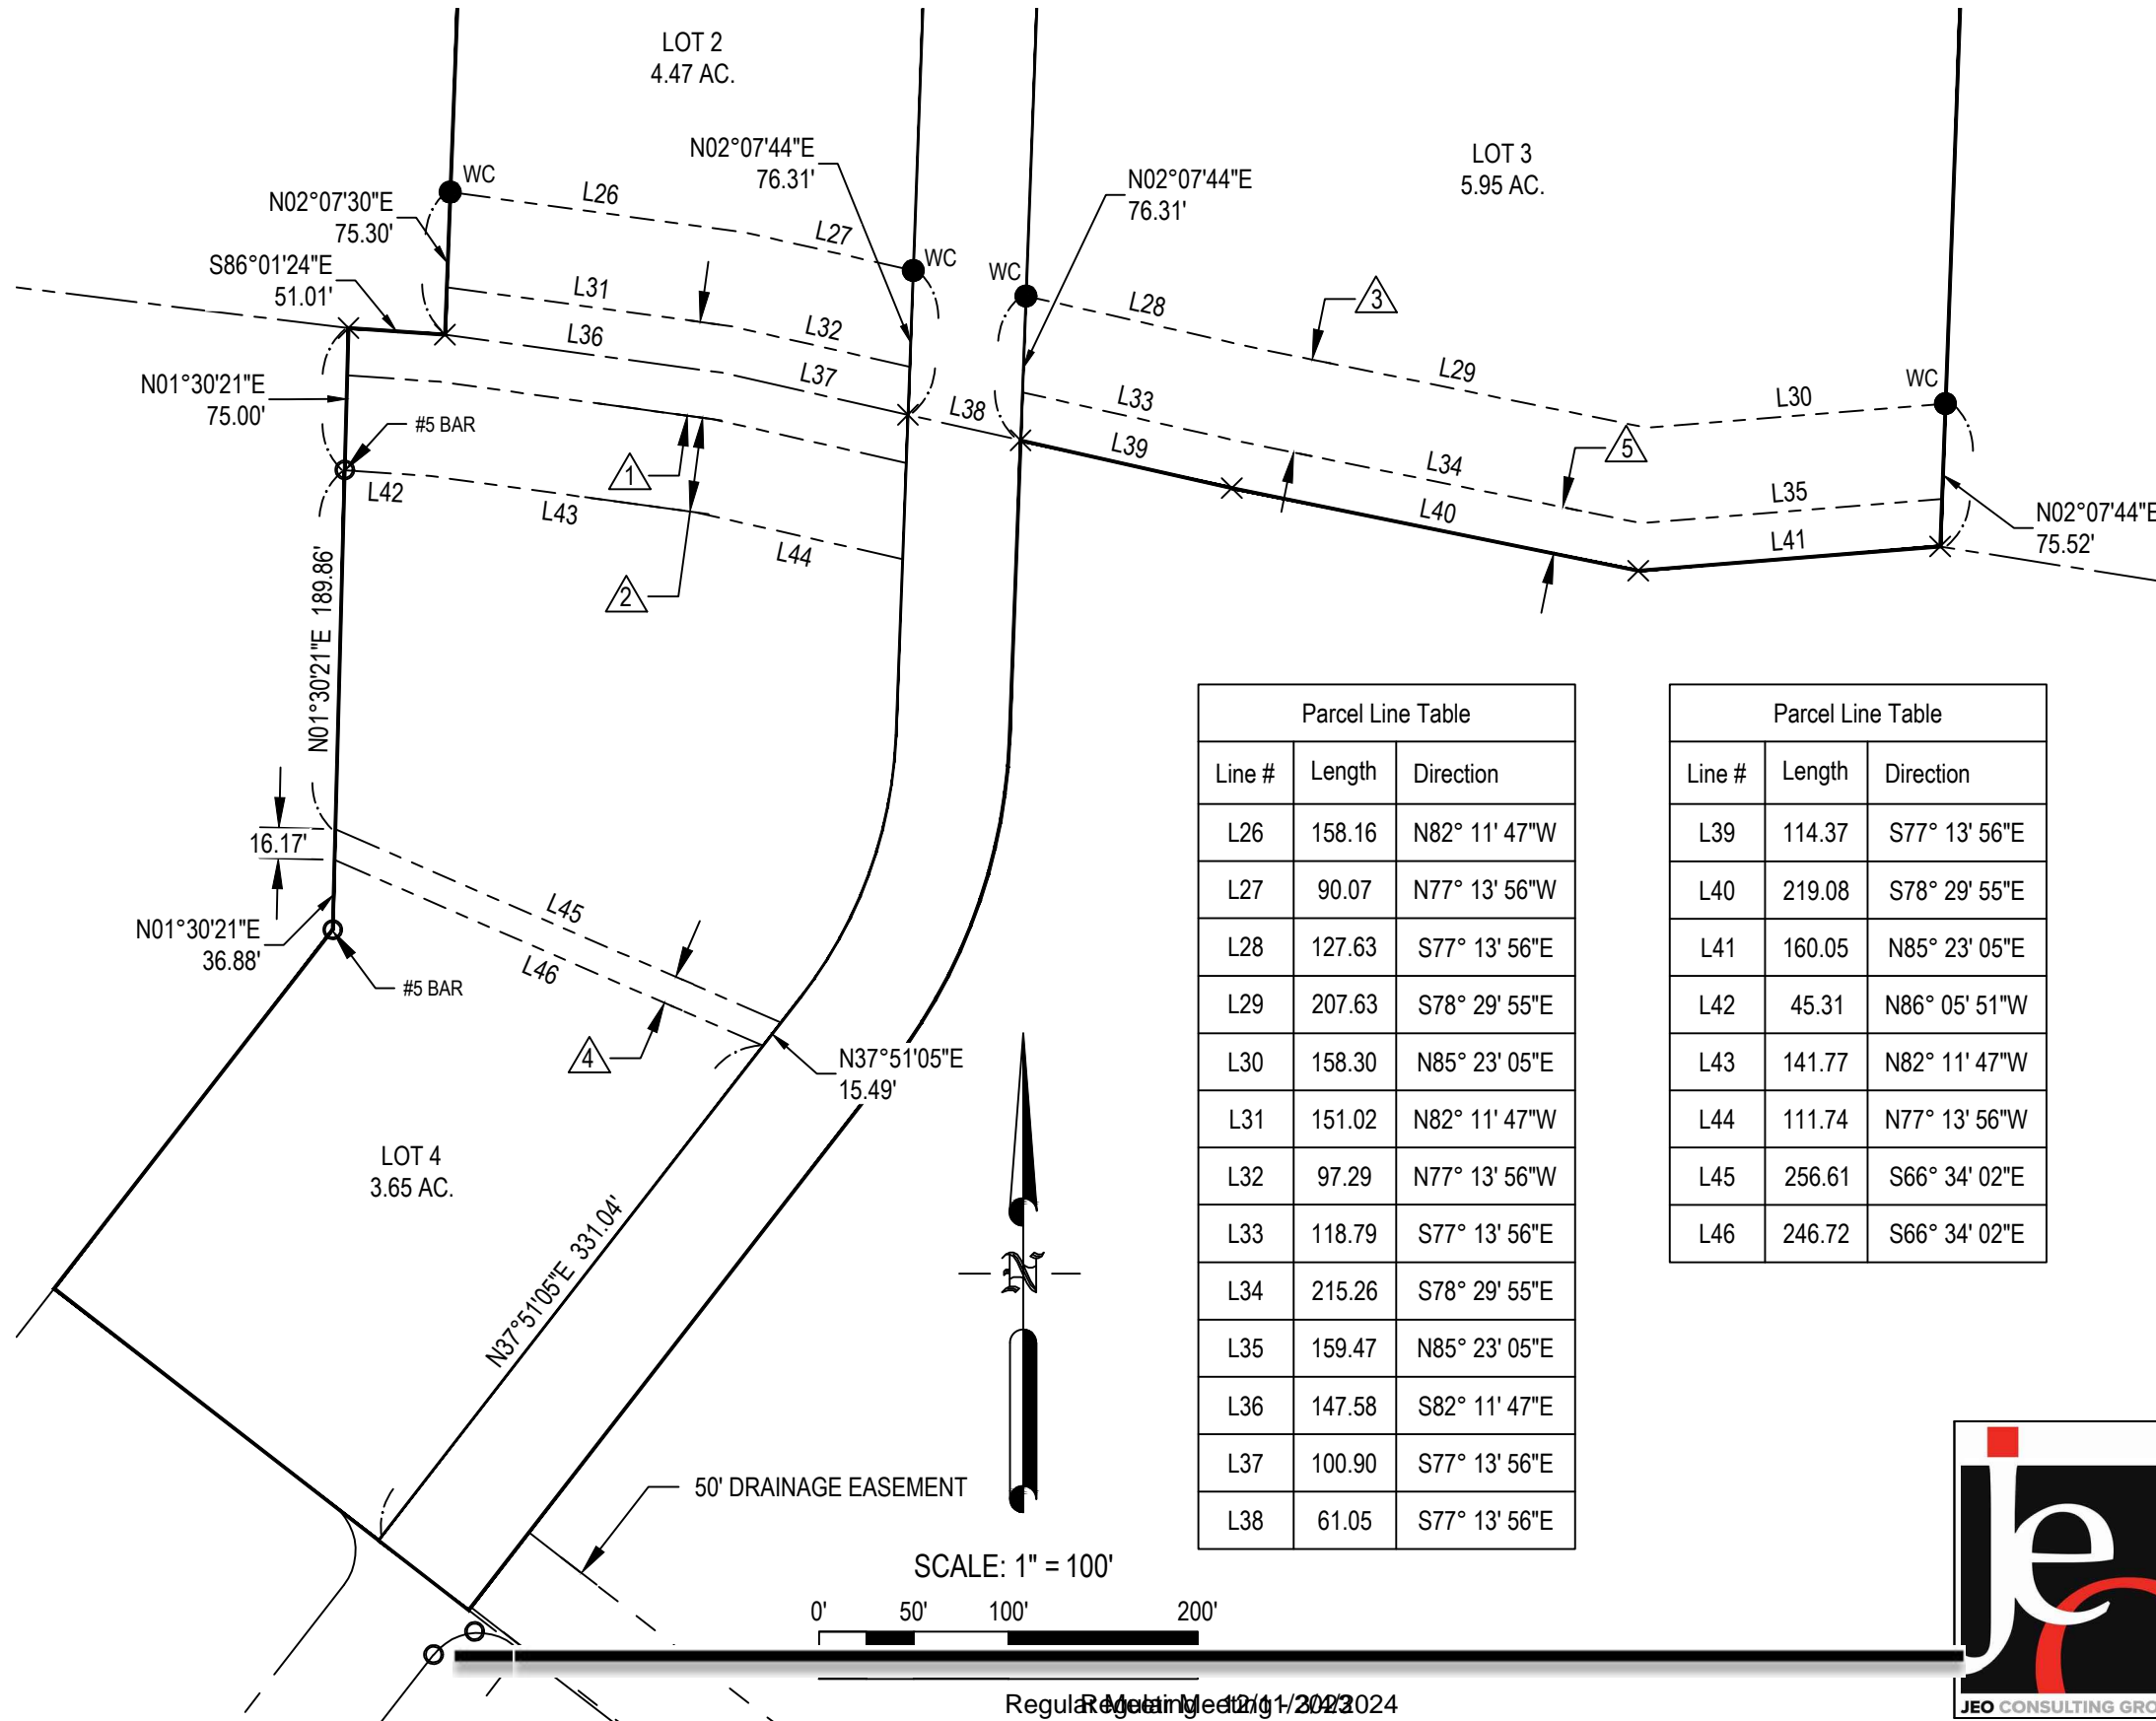 LOT 2
4.47 AC.
N02°07'44"E
76.31'
LOT 3
5.95 AC.
WC
N02°07'30"E
75.30'
L26
L27
N02°07'44"E
76.31'
S86°01'24"E
51.01'
WC
WC
L31
L28
3
L32
L36
L29
L37
WC
N01°30'21"E
75.00'
L33
L30
L38
#5 BAR
L39
5
L34
1
L42
L35
L43
L40
N02°07'44"E
75.52'
L41
L44
2
N01°30'21"E 189.86'
16.17'
L45
N01°30'21"E
36.88'
L46
#5 BAR
4
N37°51'05"E
15.49'
LOT 4
3.65 AC.
N37°51'05"E 331.04'
N
50' DRAINAGE EASEMENT
SCALE: 1" = 100'
0' 50' 100' 200'
Parcel Line Table
Line # Length Direction
L26 158.16 N82° 11' 47"W
L27 90.07 N77° 13' 56"W
L28 127.63 S77° 13' 56"E
L29 207.63 S78° 29' 55"E
L30 158.30 N85° 23' 05"E
L31 151.02 N82° 11' 47"W
L32 97.29 N77° 13' 56"W
L33 118.79 S77° 13' 56"E
L34 215.26 S78° 29' 55"E
L35 159.47 N85° 23' 05"E
L36 147.58 S82° 11' 47"E
L37 100.90 S77° 13' 56"E
L38 61.05 S77° 13' 56"E
Parcel Line Table
Line # Length Direction
L39 114.37 S77° 13' 56"E
L40 219.08 S78° 29' 55"E
L41 160.05 N85° 23' 05"E
L42 45.31 N86° 05' 51"W
L43 141.77 N82° 11' 47"W
L44 111.74 N77° 13' 56"W
L45 256.61 S66° 34' 02"E
L46 246.72 S66° 34' 02"E
jeo
JEO CONSULTING GRO
Regular Meeting